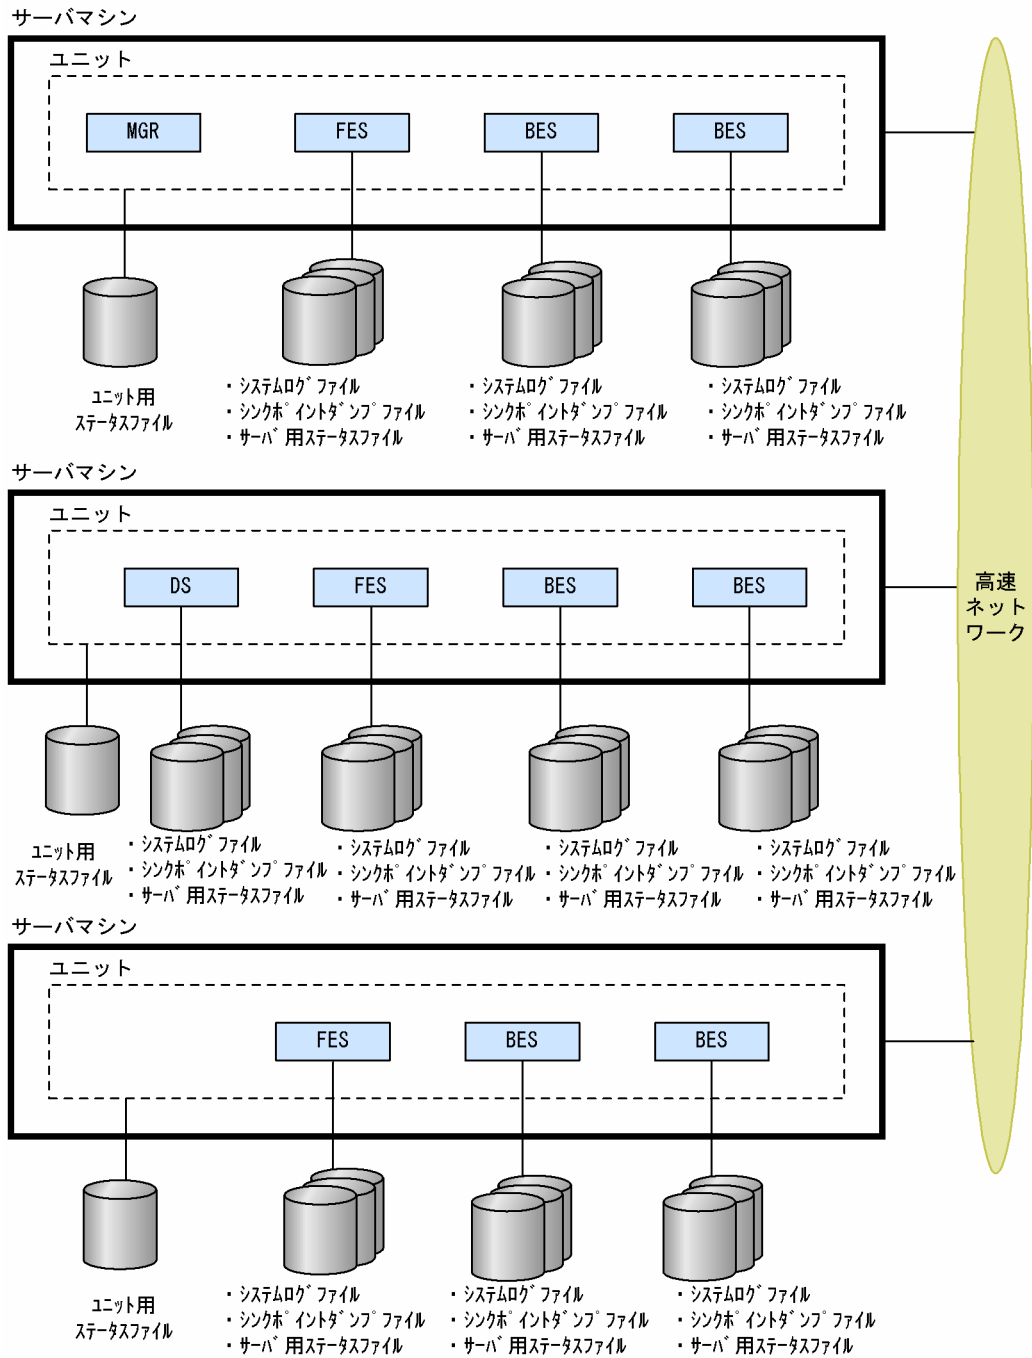 サーバマシン
ユニット
MGR
FES
BES
BES
ﾕﾆｯﾄ用
ｽﾃｰﾀｽﾌｧｲﾙ
・ｼｽﾃﾑﾛｸﾞﾌｧｲﾙ
・ｼﾝｸﾎﾟｲﾝﾄﾀﾞﾝﾌﾟﾌｧｲﾙ
・ｻｰﾊﾞ用ｽﾃｰﾀｽﾌｧｲﾙ
・ｼｽﾃﾑﾛｸﾞﾌｧｲﾙ
・ｼﾝｸﾎﾟｲﾝﾄﾀﾞﾝﾌﾟﾌｧｲﾙ
・ｻｰﾊﾞ用ｽﾃｰﾀｽﾌｧｲﾙ
・ｼｽﾃﾑﾛｸﾞﾌｧｲﾙ
・ｼﾝｸﾎﾟｲﾝﾄﾀﾞﾝﾌﾟﾌｧｲﾙ
・ｻｰﾊﾞ用ｽﾃｰﾀｽﾌｧｲﾙ
サーバマシン
ユニット
DS
FES
BES
BES
高速
ネット
ワーク
ﾕﾆｯﾄ用
ｽﾃｰﾀｽﾌｧｲﾙ
・ｼｽﾃﾑﾛｸﾞﾌｧｲﾙ
・ｼﾝｸﾎﾟｲﾝﾄﾀﾞﾝﾌﾟﾌｧｲﾙ
・ｻｰﾊﾞ用ｽﾃｰﾀｽﾌｧｲﾙ
・ｼｽﾃﾑﾛｸﾞﾌｧｲﾙ
・ｼﾝｸﾎﾟｲﾝﾄﾀﾞﾝﾌﾟﾌｧｲﾙ
・ｻｰﾊﾞ用ｽﾃｰﾀｽﾌｧｲﾙ
・ｼｽﾃﾑﾛｸﾞﾌｧｲﾙ
・ｼﾝｸﾎﾟｲﾝﾄﾀﾞﾝﾌﾟﾌｧｲﾙ
・ｻｰﾊﾞ用ｽﾃｰﾀｽﾌｧｲﾙ
・ｼｽﾃﾑﾛｸﾞﾌｧｲﾙ
・ｼﾝｸﾎﾟｲﾝﾄﾀﾞﾝﾌﾟﾌｧｲﾙ
・ｻｰﾊﾞ用ｽﾃｰﾀｽﾌｧｲﾙ
サーバマシン
ユニット
FES
BES
BES
ﾕﾆｯﾄ用
ｽﾃｰﾀｽﾌｧｲﾙ
・ｼｽﾃﾑﾛｸﾞﾌｧｲﾙ
・ｼﾝｸﾎﾟｲﾝﾄﾀﾞﾝﾌﾟﾌｧｲﾙ
・ｻｰﾊﾞ用ｽﾃｰﾀｽﾌｧｲﾙ
・ｼｽﾃﾑﾛｸﾞﾌｧｲﾙ
・ｼﾝｸﾎﾟｲﾝﾄﾀﾞﾝﾌﾟﾌｧｲﾙ
・ｻｰﾊﾞ用ｽﾃｰﾀｽﾌｧｲﾙ
・ｼｽﾃﾑﾛｸﾞﾌｧｲﾙ
・ｼﾝｸﾎﾟｲﾝﾄﾀﾞﾝﾌﾟﾌｧｲﾙ
・ｻｰﾊﾞ用ｽﾃｰﾀｽﾌｧｲﾙ